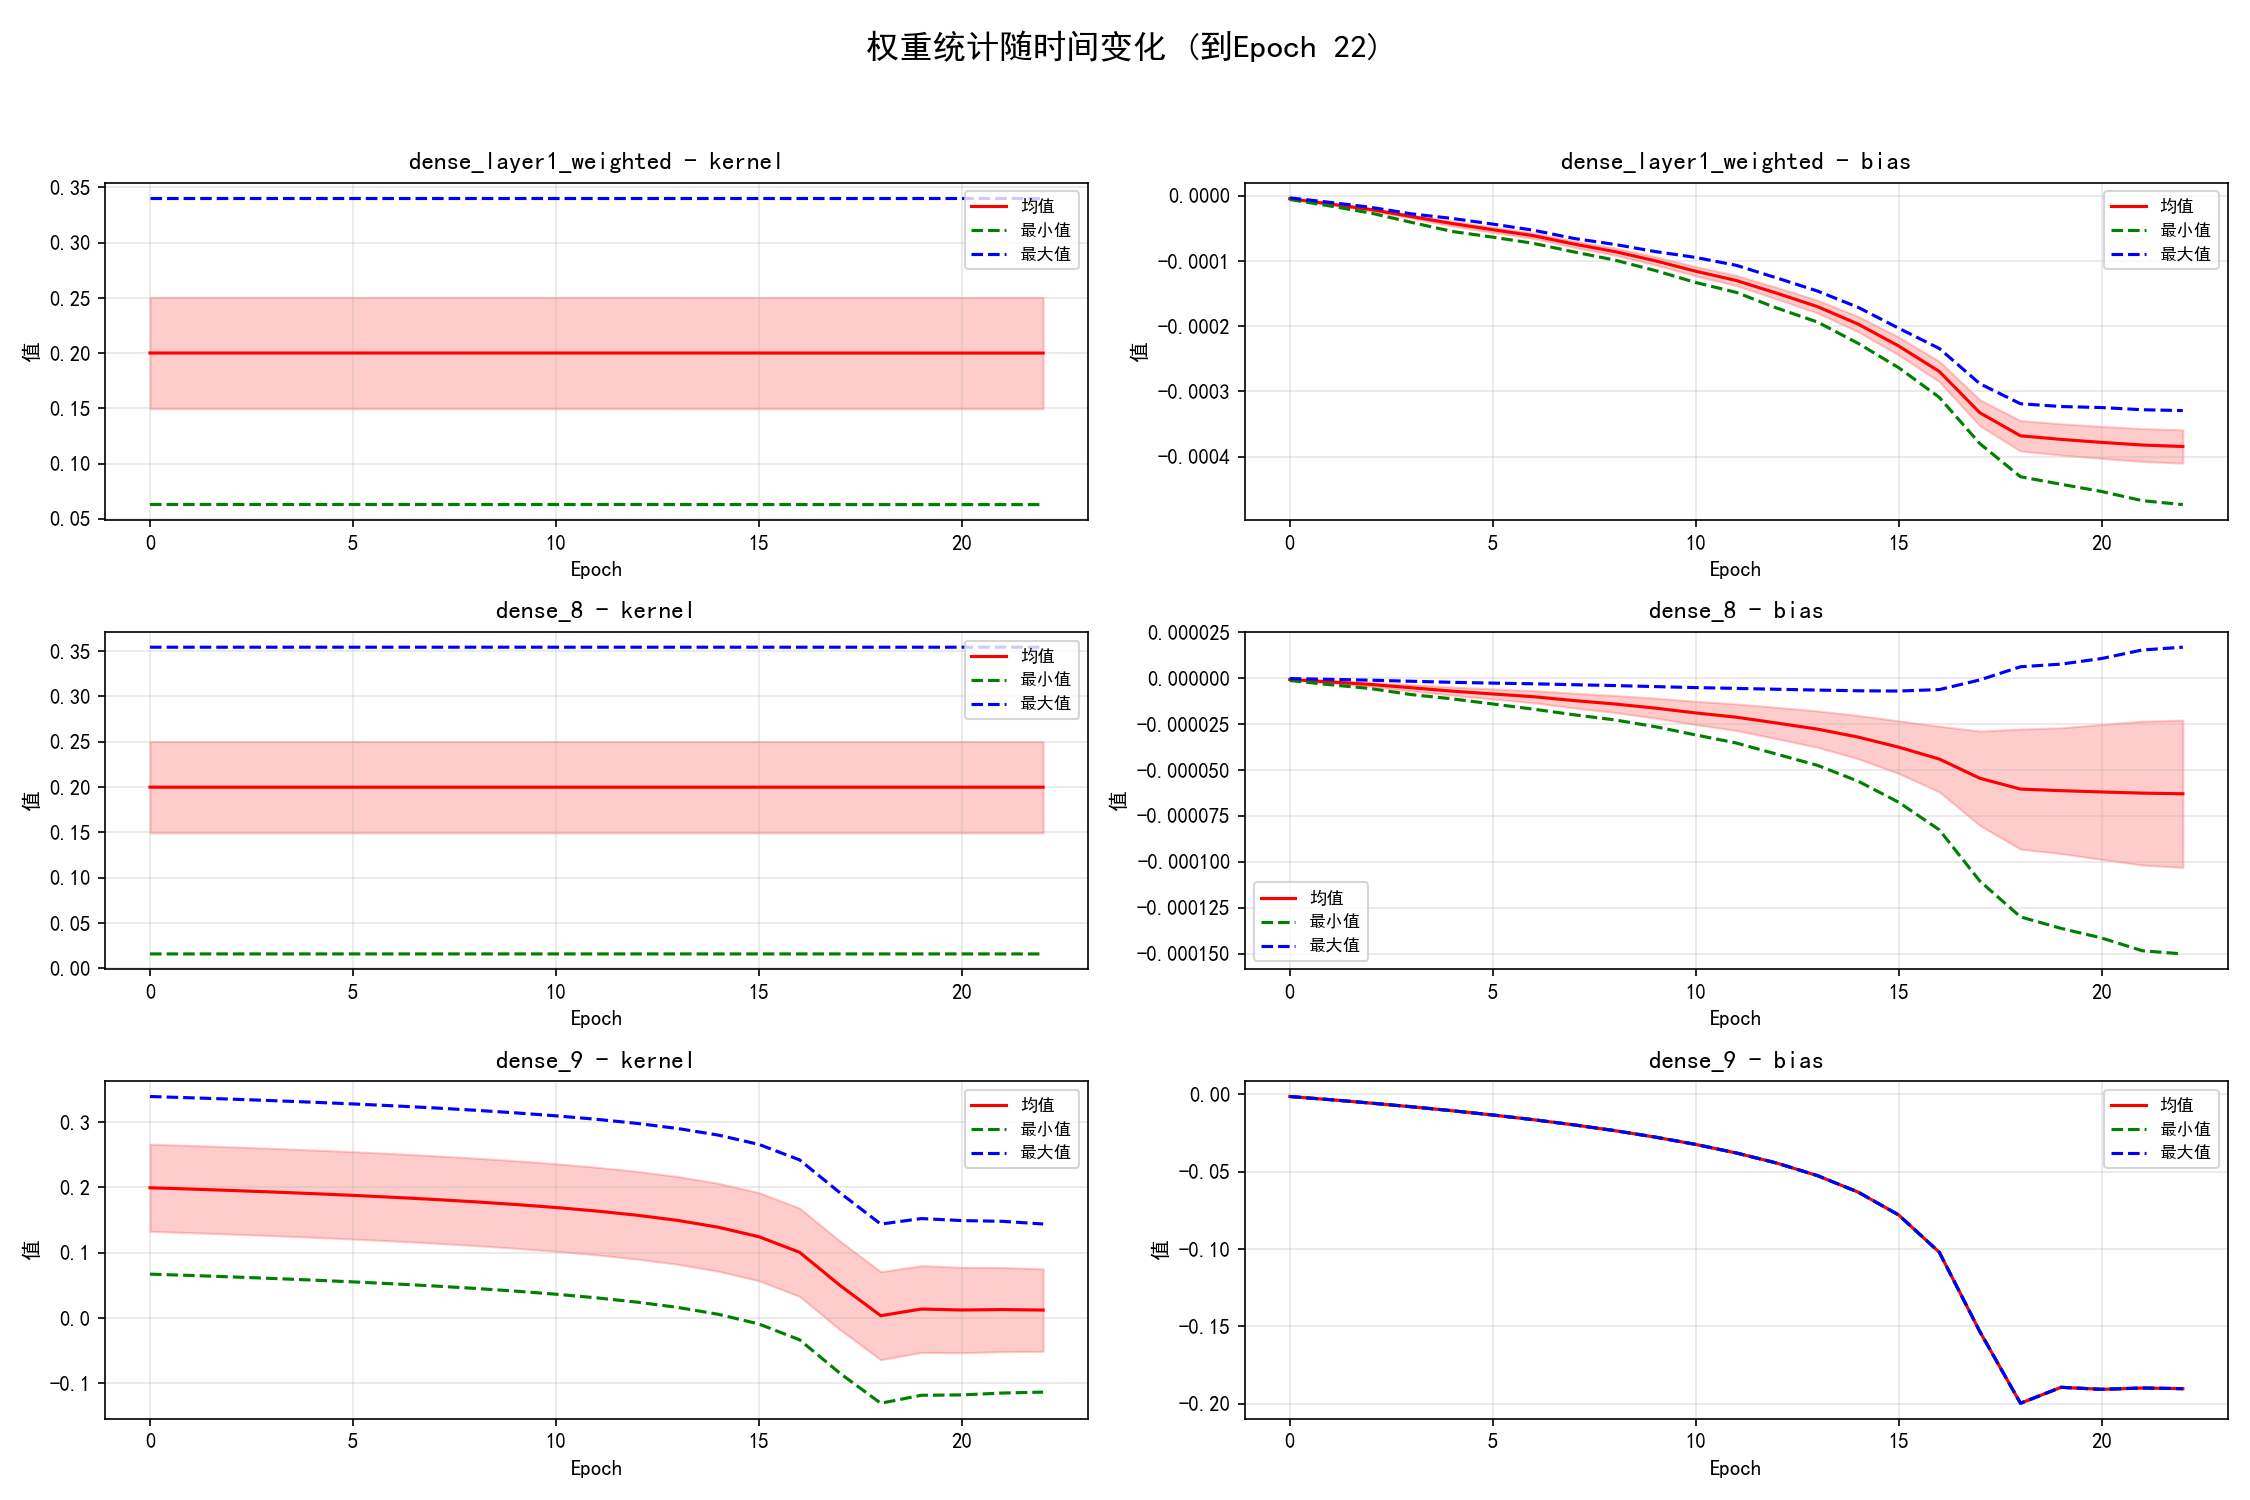 权重统计随时间变化 (到Epoch 22)
dense_layer1_weighted - kernel
0.35
0.30
0.25
0.20
0.15
0.10
0.05
值
0
5
10
15
20
Epoch
均值
最小值
最大值
dense_layer1_weighted - bias
0.0000
−0.0001
−0.0002
−0.0003
−0.0004
值
0
5
10
15
20
Epoch
均值
最小值
最大值
dense_8 - kernel
0.35
0.30
0.25
0.20
0.15
0.10
0.05
0.00
值
0
5
10
15
20
Epoch
均值
最小值
最大值
dense_8 - bias
0.000025
0.000000
−0.000025
−0.000050
−0.000075
−0.000100
−0.000125
−0.000150
值
0
5
10
15
20
Epoch
均值
最小值
最大值
dense_9 - kernel
0.3
0.2
0.1
0.0
−0.1
值
0
5
10
15
20
Epoch
均值
最小值
最大值
dense_9 - bias
0.00
−0.05
−0.10
−0.15
−0.20
值
0
5
10
15
20
Epoch
均值
最小值
最大值